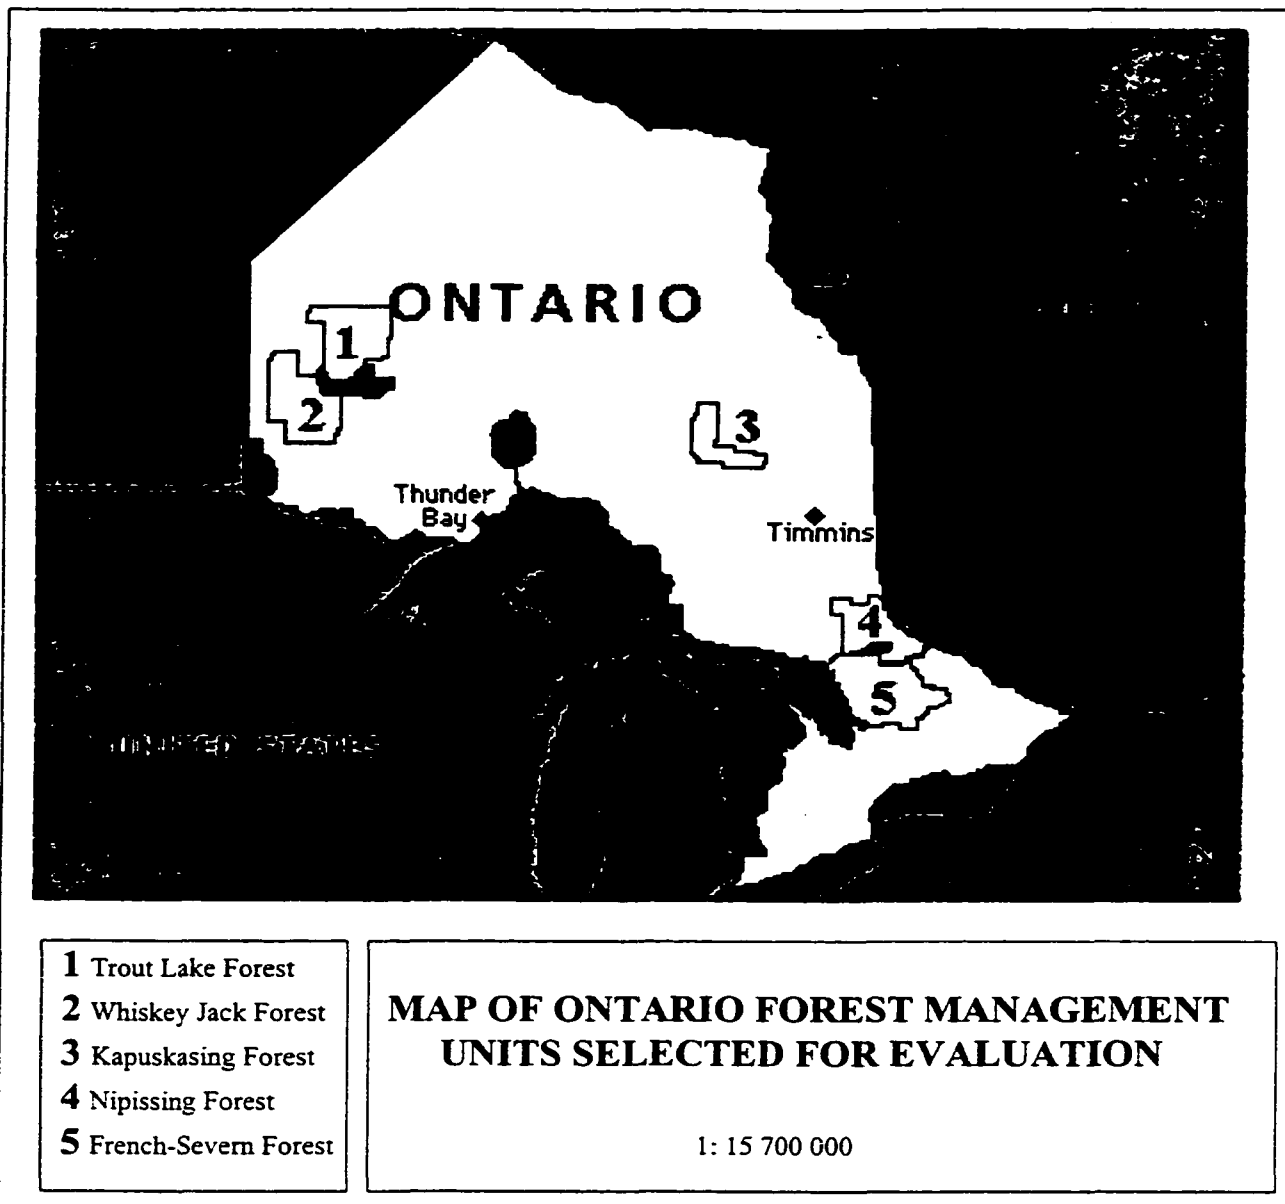 ONTARIO
1
2
3
Thunder
Bay
Timmins
4
5
UNITED STATES
1 Trout Lake Forest
2 Whiskey Jack Forest
3 Kapuskasing Forest
4 Nipissing Forest
5 French-Severn Forest
MAP OF ONTARIO FOREST MANAGEMENT
UNITS SELECTED FOR EVALUATION
1: 15 700 000